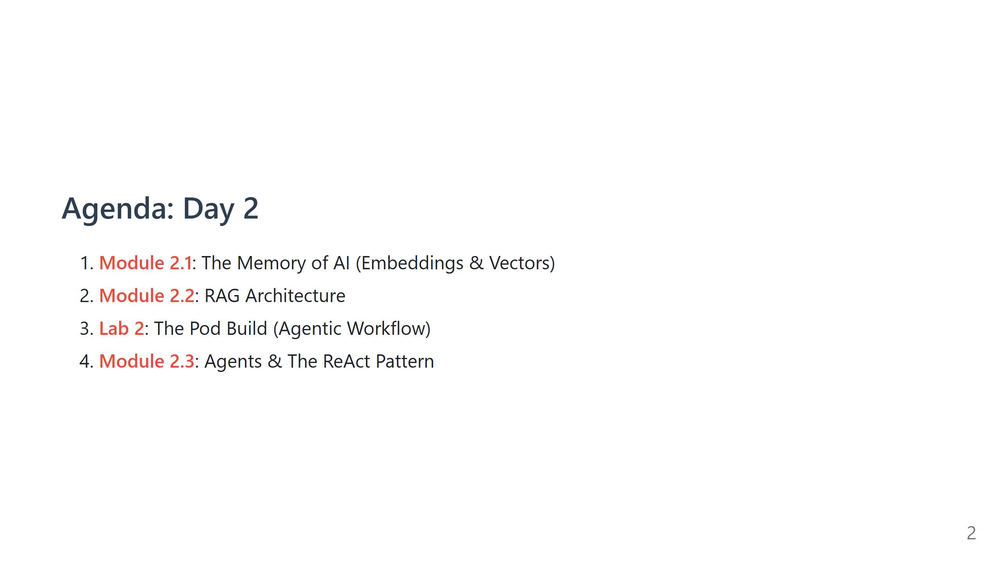 Agenda: Day 2
1. Module 2.1: The Memory of AI (Embeddings & Vectors)
2. Module 2.2: RAG Architecture
3. Lab 2: The Pod Build (Agentic Workflow)
4. Module 2.3: Agents & The ReAct Pattern
2